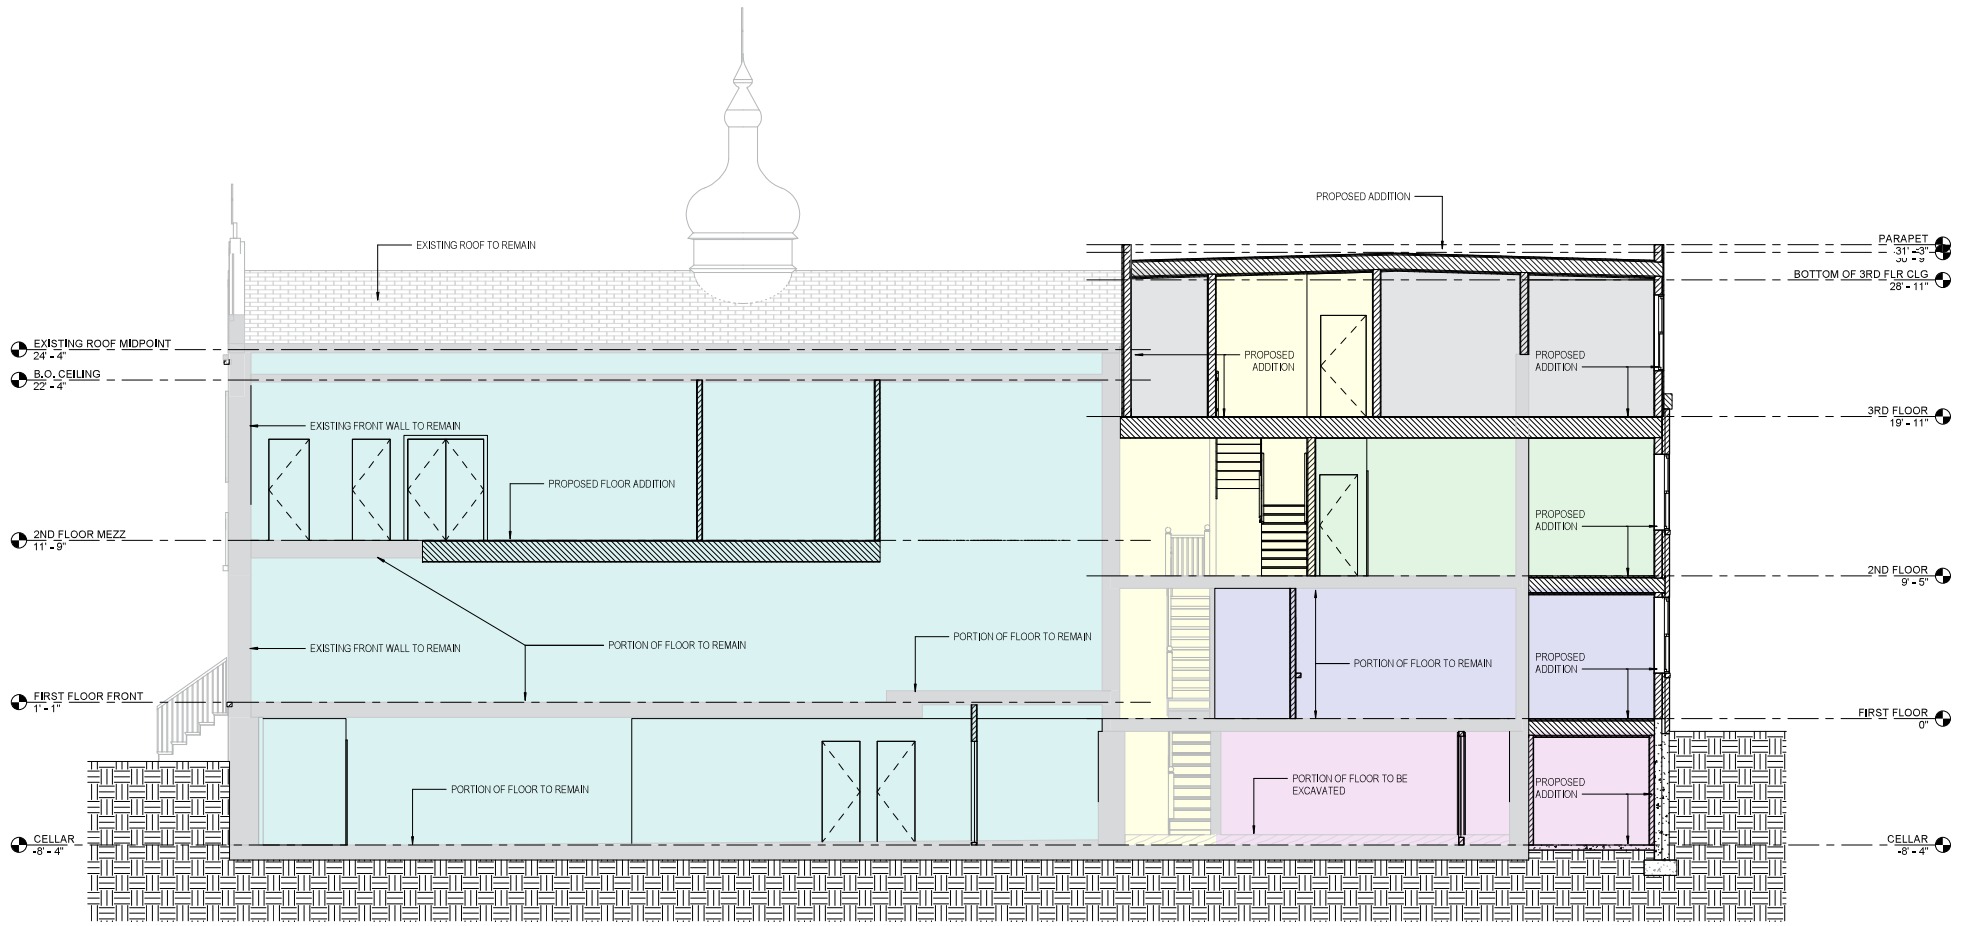 PROPOSED ADDITION
EXISTING ROOF TO REMAIN
PARAPET
31' - 3"
30' - 9"
BOTTOM OF 3RD FLR CLG
28' - 11"
EXISTING ROOF MIDPOINT
24' - 4"
B.O. CEILING
22' - 4"
PROPOSED
ADDITION
PROPOSED
ADDITION
3RD FLOOR
19' - 11"
EXISTING FRONT WALL TO REMAIN
PROPOSED FLOOR ADDITION
PROPOSED
ADDITION
2ND FLOOR MEZZ
11' - 9"
2ND FLOOR
9' - 5"
EXISTING FRONT WALL TO REMAIN
PORTION OF FLOOR TO REMAIN
PORTION OF FLOOR TO REMAIN
PORTION OF FLOOR TO REMAIN
PROPOSED
ADDITION
FIRST FLOOR FRONT
1' - 1"
FIRST FLOOR
0"
PORTION OF FLOOR TO REMAIN
PORTION OF FLOOR TO BE
EXCAVATED
PROPOSED
ADDITION
CELLAR
-8' - 4"
CELLAR
-8' - 4"